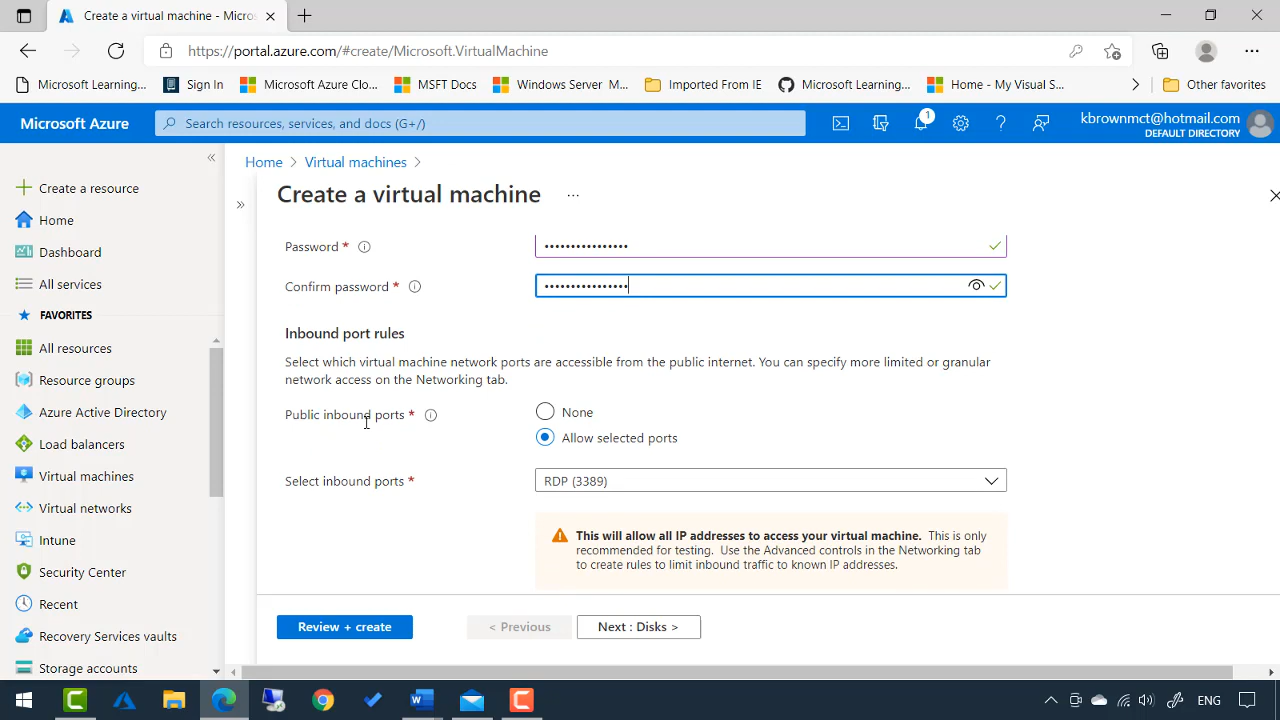 Create a virtual machine - Micros
https://portal.azure.com/#create/Microsoft.VirtualMachine
Microsoft Learning...
Sign In
Microsoft Azure Clo...
MSFT Docs
Windows Server M...
Imported From IE
Microsoft Learning...
Home - My Visual S...
Other favorites
Microsoft Azure
Search resources, services, and docs (G+/)
1
kbrownmct@hotmail.com
DEFAULT DIRECTORY
Create a resource
Home
Dashboard
All services
FAVORITES
All resources
Resource groups
Azure Active Directory
Load balancers
Virtual machines
Virtual networks
Intune
Security Center
Recent
Recovery Services vaults
Storage accounts
Home > Virtual machines >
Create a virtual machine ...
Password *
••••••••••••••••
Confirm password *
••••••••••••••••
Inbound port rules
Select which virtual machine network ports are accessible from the public internet. You can specify more limited or granular
network access on the Networking tab.
Public inbound ports *
None
Allow selected ports
Select inbound ports *
RDP (3389)
This will allow all IP addresses to access your virtual machine. This is only
recommended for testing. Use the Advanced controls in the Networking tab
to create rules to limit inbound traffic to known IP addresses.
Review + create
< Previous
Next : Disks >
ENG